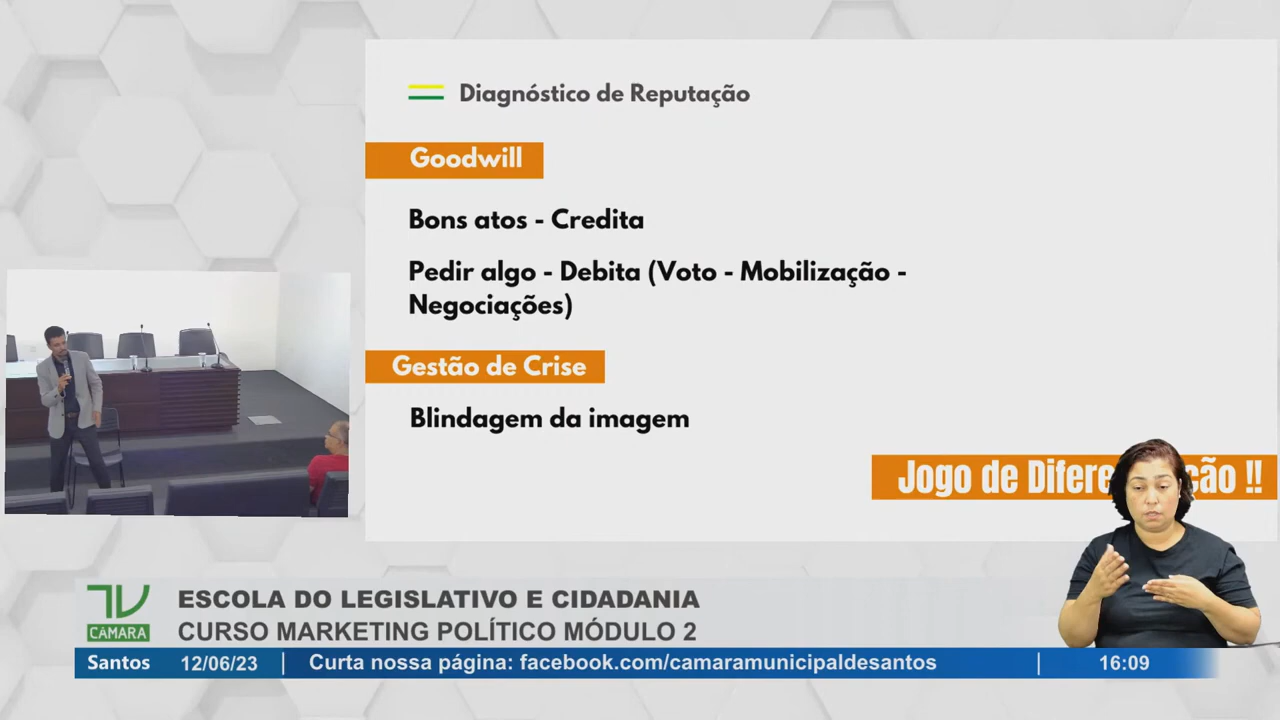 Diagnóstico de Reputação
Goodwill
Bons atos - Credita
Pedir algo - Debita (Voto - Mobilização -
Negociações)
Gestão de Crise
Blindagem da imagem
Jogo de Difere ção !!
TV
CÂMARA
ESCOLA DO LEGISLATIVO E CIDADANIA
CURSO MARKETING POLÍTICO MÓDULO 2
Santos 12/06/23 | Curta nossa página: facebook.com/camaramunicipaldesantos | 16:09